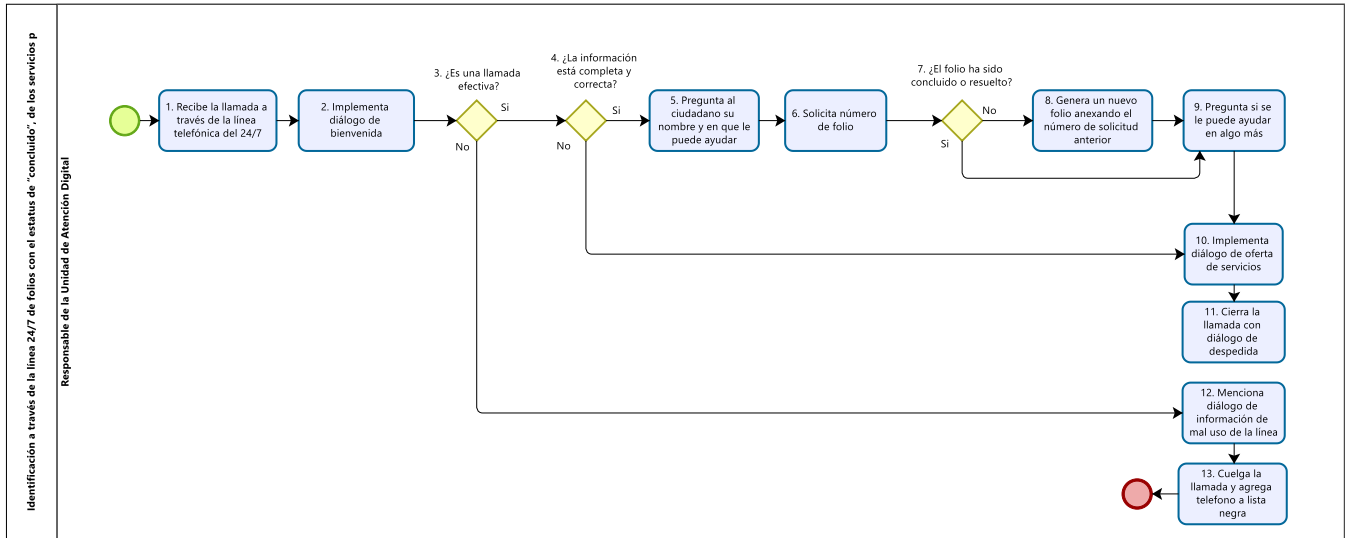 Identificación a través de la línea 24/7 de folios con el estatus de "concluido", de los servicios p
Responsable de la Unidad de Atención Digital
1. Recibe la llamada a
través de la línea
telefónica del 24/7
2. Implementa
diálogo de
bienvenida
3. ¿Es una llamada
efectiva?
Si
No
4. ¿La información
está completa y
correcta?
Si
No
5. Pregunta al
ciudadano su
nombre y en que le
puede ayudar
6. Solicita número
de folio
7. ¿El folio ha sido
concluido o resuelto?
No
Si
8. Genera un nuevo
folio anexando el
número de solicitud
anterior
9. Pregunta si se
le puede ayudar
en algo más
10. Implementa
diálogo de oferta
de servicios
11. Cierra la
llamada con
diálogo de
despedida
12. Menciona
diálogo de
información de
mal uso de la línea
13. Cuelga la
llamada y agrega
telefono a lista
negra